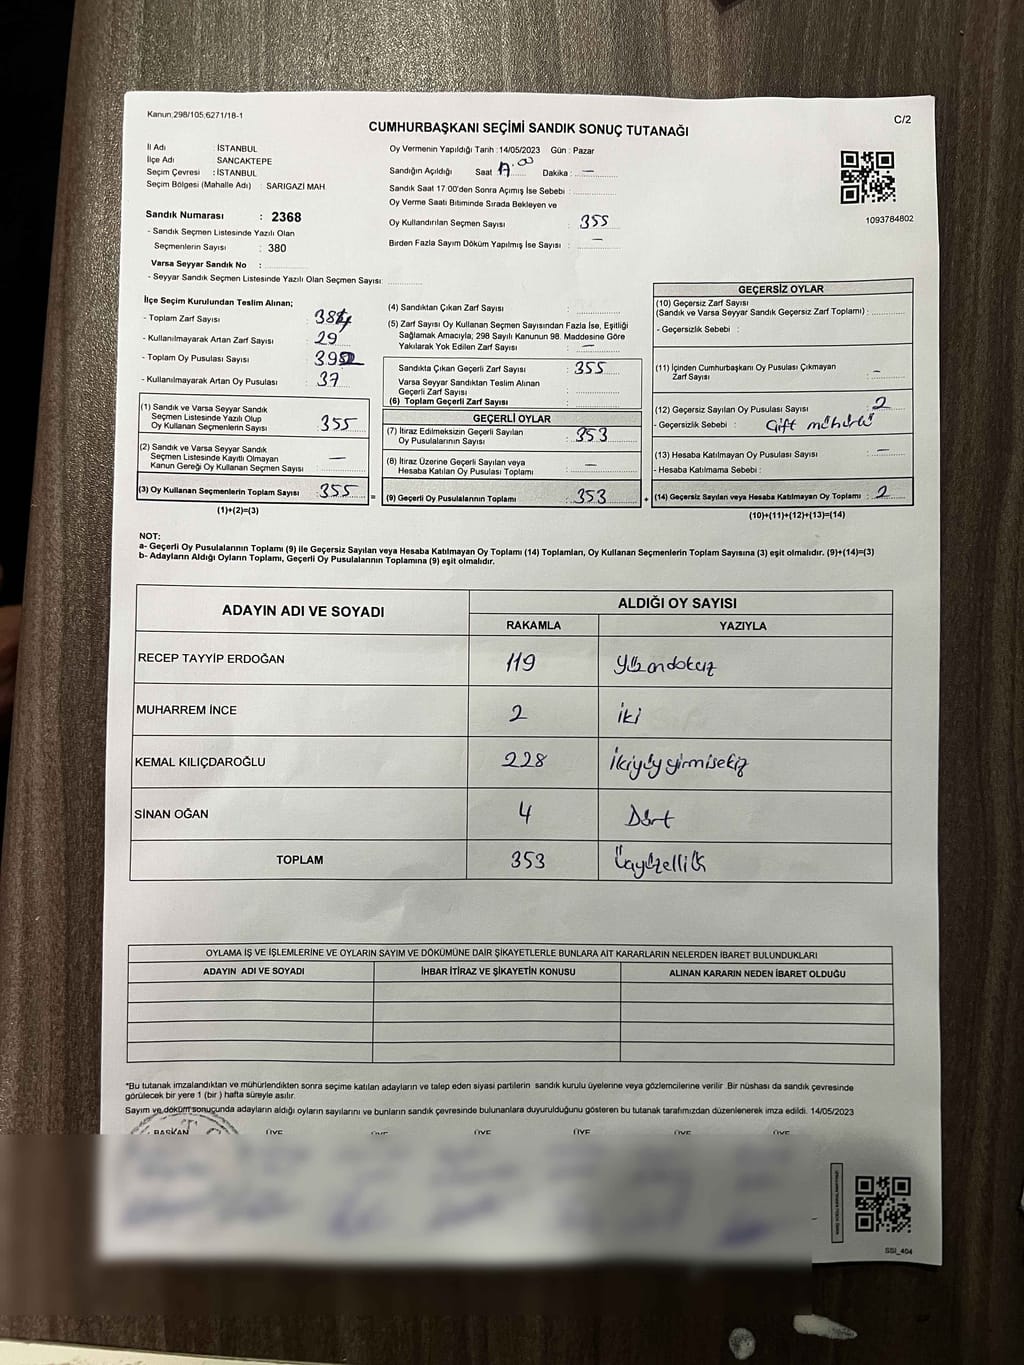 Kanun;298/105;6271/18-1
C/2
CUMHURBAŞKANI SEÇİMİ SANDIK SONUÇ TUTANAĞI
İl Adı : İSTANBUL
İlçe Adı : SANCAKTEPE
Seçim Çevresi : İSTANBUL
Seçim Bölgesi (Mahalle Adı) : SARIGAZİ MAH
Sandık Numarası : 2368
- Sandık Seçmen Listesinde Yazılı Olan
Seçmenlerin Sayısı : 380
Varsa Seyyar Sandık No :
- Seyyar Sandık Seçmen Listesinde Yazılı Olan Seçmen Sayısı :
Oy Vermenin Yapıldığı Tarih :14/05/2023 Gün : Pazar
Sandığın Açıldığı Saat Dakika : —
Sandık Saat 17:00'den Sonra Açımış İse Sebebi :
Oy Verme Saati Bitiminde Sırada Bekleyen ve
Oy Kullandırılan Seçmen Sayısı : 355
Birden Fazla Sayım Döküm Yapılmış İse Sayısı : —
1093784802
İlçe Seçim Kurulundan Teslim Alınan;
- Toplam Zarf Sayısı :
- Kullanılmayarak Artan Zarf Sayısı : 29
- Toplam Oy Pusulası Sayısı :
- Kullanılmayarak Artan Oy Pusulası : 37
(1) Sandık ve Varsa Seyyar Sandık
Seçmen Listesinde Yazılı Olup
Oy Kullanan Seçmenlerin Sayısı : 355
(2) Sandık ve Varsa Seyyar Sandık
Seçmen Listesinde Kayıtlı Olmayan
Kanun Gereği Oy Kullanan Seçmen Sayısı : —
(3) Oy Kullanan Seçmenlerin Toplam Sayısı : 355 =
(1)+(2)=(3)
(4) Sandıktan Çıkan Zarf Sayısı :
(5) Zarf Sayısı Oy Kullanan Seçmen Sayısından Fazla İse, Eşitliği
Sağlamak Amacıyla; 298 Sayılı Kanunun 98. Maddesine Göre
Yakılarak Yok Edilen Zarf Sayısı : —
Sandıkta Çıkan Geçerli Zarf Sayısı : 355
Varsa Seyyar Sandıktan Teslim Alınan
Geçerli Zarf Sayısı :
(6) Toplam Geçerli Zarf Sayısı :
GEÇERLİ OYLAR
(7) İtiraz Edilmeksizin Geçerli Sayılan
Oy Pusulalarının Sayısı : 353
(8) İtiraz Üzerine Geçerli Sayılan veya
Hesaba Katılan Oy Pusulası Toplamı : —
(9) Geçerli Oy Pusulalarının Toplamı : 353 +
GEÇERSİZ OYLAR
(10) Geçersiz Zarf Sayısı
(Sandık ve Varsa Seyyar Sandık Geçersiz Zarf Toplamı) :
- Geçersizlik Sebebi :
(11) İçinden Cumhurbaşkanı Oy Pusulası Çıkmayan
Zarf Sayısı : -
(12) Geçersiz Sayılan Oy Pusulası Sayısı : 2
- Geçersizlik Sebebi : Çift mühürlü
(13) Hesaba Katılmayan Oy Pusulası Sayısı : —
- Hesaba Katılmama Sebebi :
(14) Geçersiz Sayılan veya Hesaba Katılmayan Oy Toplamı : 2
(10)+(11)+(12)+(13)=(14)
NOT:
a- Geçerli Oy Pusulalarının Toplamı (9) ile Geçersiz Sayılan veya Hesaba Katılmayan Oy Toplamı (14) Toplamları, Oy Kullanan Seçmenlerin Toplam Sayısına (3) eşit olmalıdır. (9)+(14)=(3)
b- Adayların Aldığı Oyların Toplamı, Geçerli Oy Pusulalarının Toplamına (9) eşit olmalıdır.
ADAYIN ADI VE SOYADI ALDIĞI OY SAYISI
RAKAMLA YAZIYLA
RECEP TAYYİP ERDOĞAN 119 Yüzondokuz
MUHARREM İNCE 2 iki
KEMAL KILIÇDAROĞLU 228 İkiyüzyirmisekiz
SİNAN OĞAN 4 Dört
TOPLAM 353 Üçyüzelliüç
OYLAMA İŞ VE İŞLEMLERİNE VE OYLARIN SAYIM VE DÖKÜMÜNE DAİR ŞİKAYETLERLE BUNLARA AİT KARARLARIN NELERDEN İBARET BULUNDUKLARI
ADAYIN ADI VE SOYADI İHBAR İTİRAZ VE ŞİKAYETİN KONUSU ALINAN KARARIN NEDEN İBARET OLDUĞU
*Bu tutanak imzalandıktan ve mühürlendikten sonra seçime katılan adayların ve talep eden siyasi partilerin sandık kurulu üyelerine veya gözlemcilerine verilir .Bir nüshası da sandık çevresinde
görülecek bir yere 1 (bir ) hafta süreyle asılır.
Sayım ve döküm sonuçunda adayların aldığı oyların sayılarını ve bunların sandık çevresinde bulunanlara duyurulduğunu gösteren bu tutanak tarafımızdan düzenlenerek imza edildi. 14/05/2023
BAŞKAN ÜYE ÜYE ÜYE ÜYE ÜYE ÜYE
SSI_404